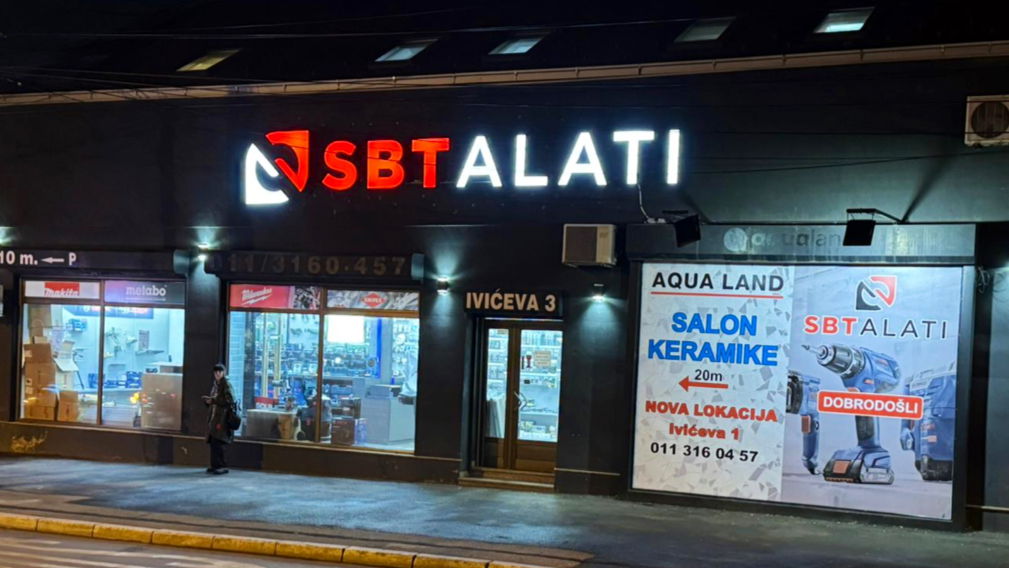 SBTALATI
10 m. ← P
011/3160-457
makita
metabo
Milwaukee
KNIPEX
IVIĆEVA 3
AQUA LAND
SALON
KERAMIKE
20m
NOVA LOKACIJA
Ivićeva 1
011 316 04 57
SBTALATI
DOBRODOŠLI